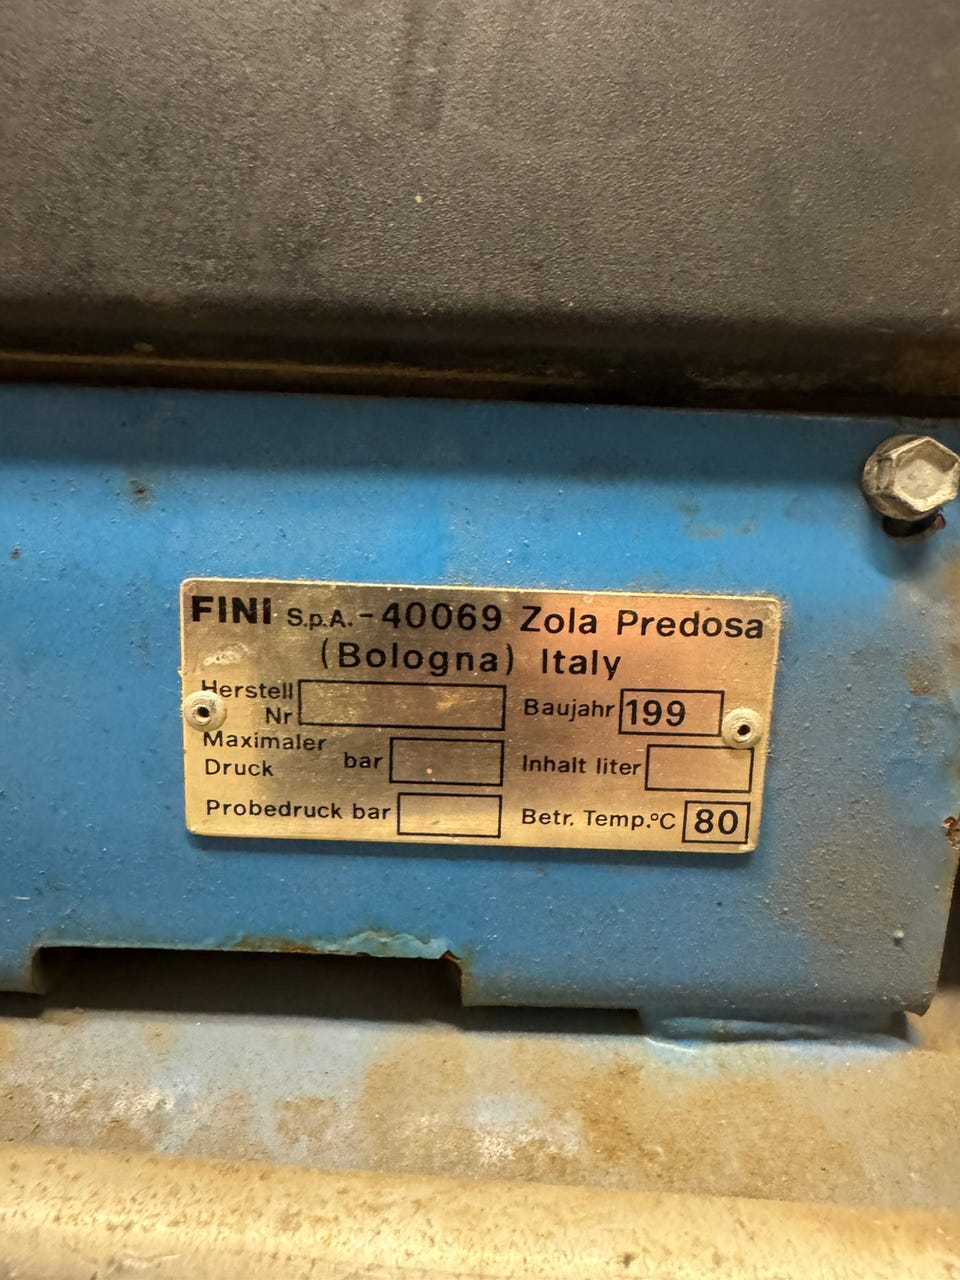 FINI S.p.A. - 40069 Zola Predosa
(Bologna) Italy
Herstell
Nr
Baujahr 199
Maximaler
Druck bar
Inhalt liter
Probedruck bar
Betr. Temp.°C 80